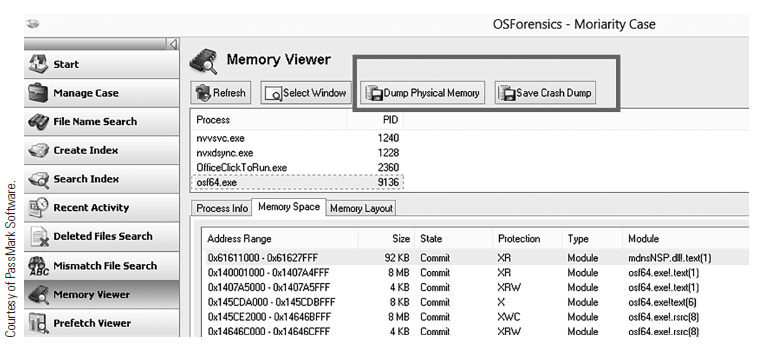 OSForensics - Moriarity Case
Start
Manage Case
File Name Search
Create Index
Search Index
Recent Activity
Deleted Files Search
ABC Mismatch File Search
Memory Viewer
Prefetch Viewer
Memory Viewer
Refresh Select Window Dump Physical Memory Save Crash Dump
Process PID
nvvsvc.exe 1240
nvxdsync.exe 1228
OfficeClickToRun.exe 2360
osf64.exe 9136
Process Info Memory Space Memory Layout
Address Range Size State Protection Type Module
0x61611000 - 0x61627FFF 92 KB Commit XR Module mdnsNSP.dll!.text(1)
0x140001000 - 0x1407A4FFF 8 MB Commit XR Module osf64.exe!.text(1)
0x1407A5000 - 0x1407A5FFF 4 KB Commit XRW Module osf64.exe!.text(1)
0x145CDA000 - 0x145CDBFFF 8 KB Commit X Module osf64.exe!text(6)
0x145CE2000 - 0x14646BFFF 8 MB Commit XWC Module osf64.exe!.rsrc(8)
0x14646C000 - 0x14646CFFF 4 KB Commit XRW Module osf64.exe!.rsrc(8)
Courtesy of PassMark Software.